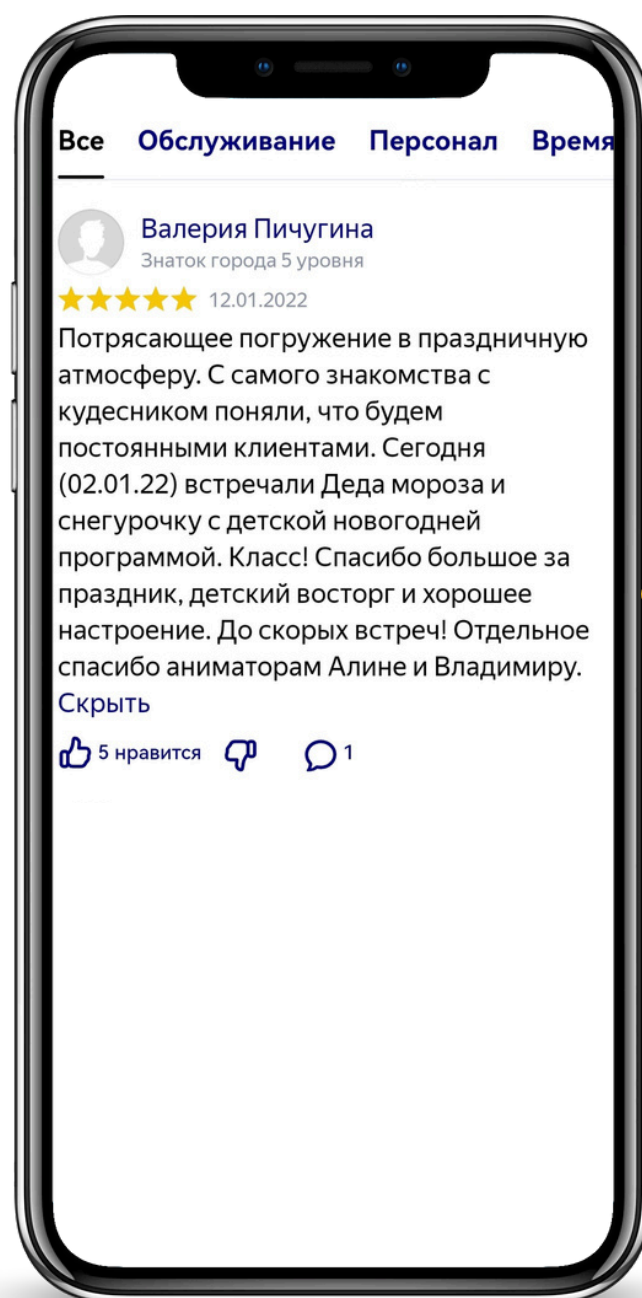 Все Обслуживание Персонал Время
Валерия Пичугина
Знаток города 5 уровня
12.01.2022
Потрясающее погружение в праздничную
атмосферу. С самого знакомства с
кудесником поняли, что будем
постоянными клиентами. Сегодня
(02.01.22) встречали Деда мороза и
снегурочку с детской новогодней
программой. Класс! Спасибо большое за
праздник, детский восторг и хорошее
настроение. До скорых встреч! Отдельное
спасибо аниматорам Алине и Владимиру.
Скрыть
5 нравится 1